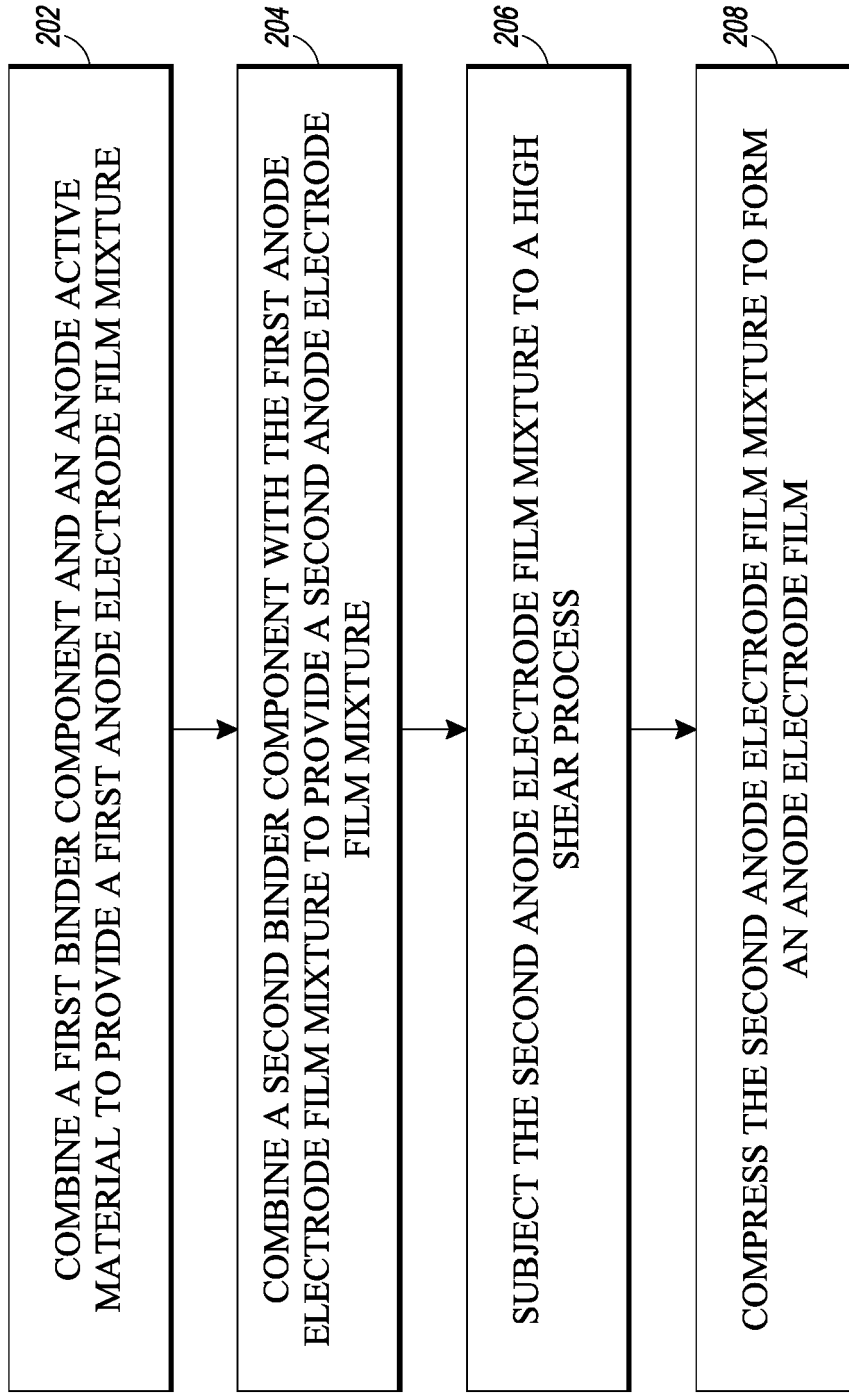 202
COMBINE A FIRST BINDER COMPONENT AND AN ANODE ACTIVE
MATERIAL TO PROVIDE A FIRST ANODE ELECTRODE FILM MIXTURE
204
COMBINE A SECOND BINDER COMPONENT WITH THE FIRST ANODE
ELECTRODE FILM MIXTURE TO PROVIDE A SECOND ANODE ELECTRODE
FILM MIXTURE
206
SUBJECT THE SECOND ANODE ELECTRODE FILM MIXTURE TO A HIGH
SHEAR PROCESS
208
COMPRESS THE SECOND ANODE ELECTRODE FILM MIXTURE TO FORM
AN ANODE ELECTRODE FILM